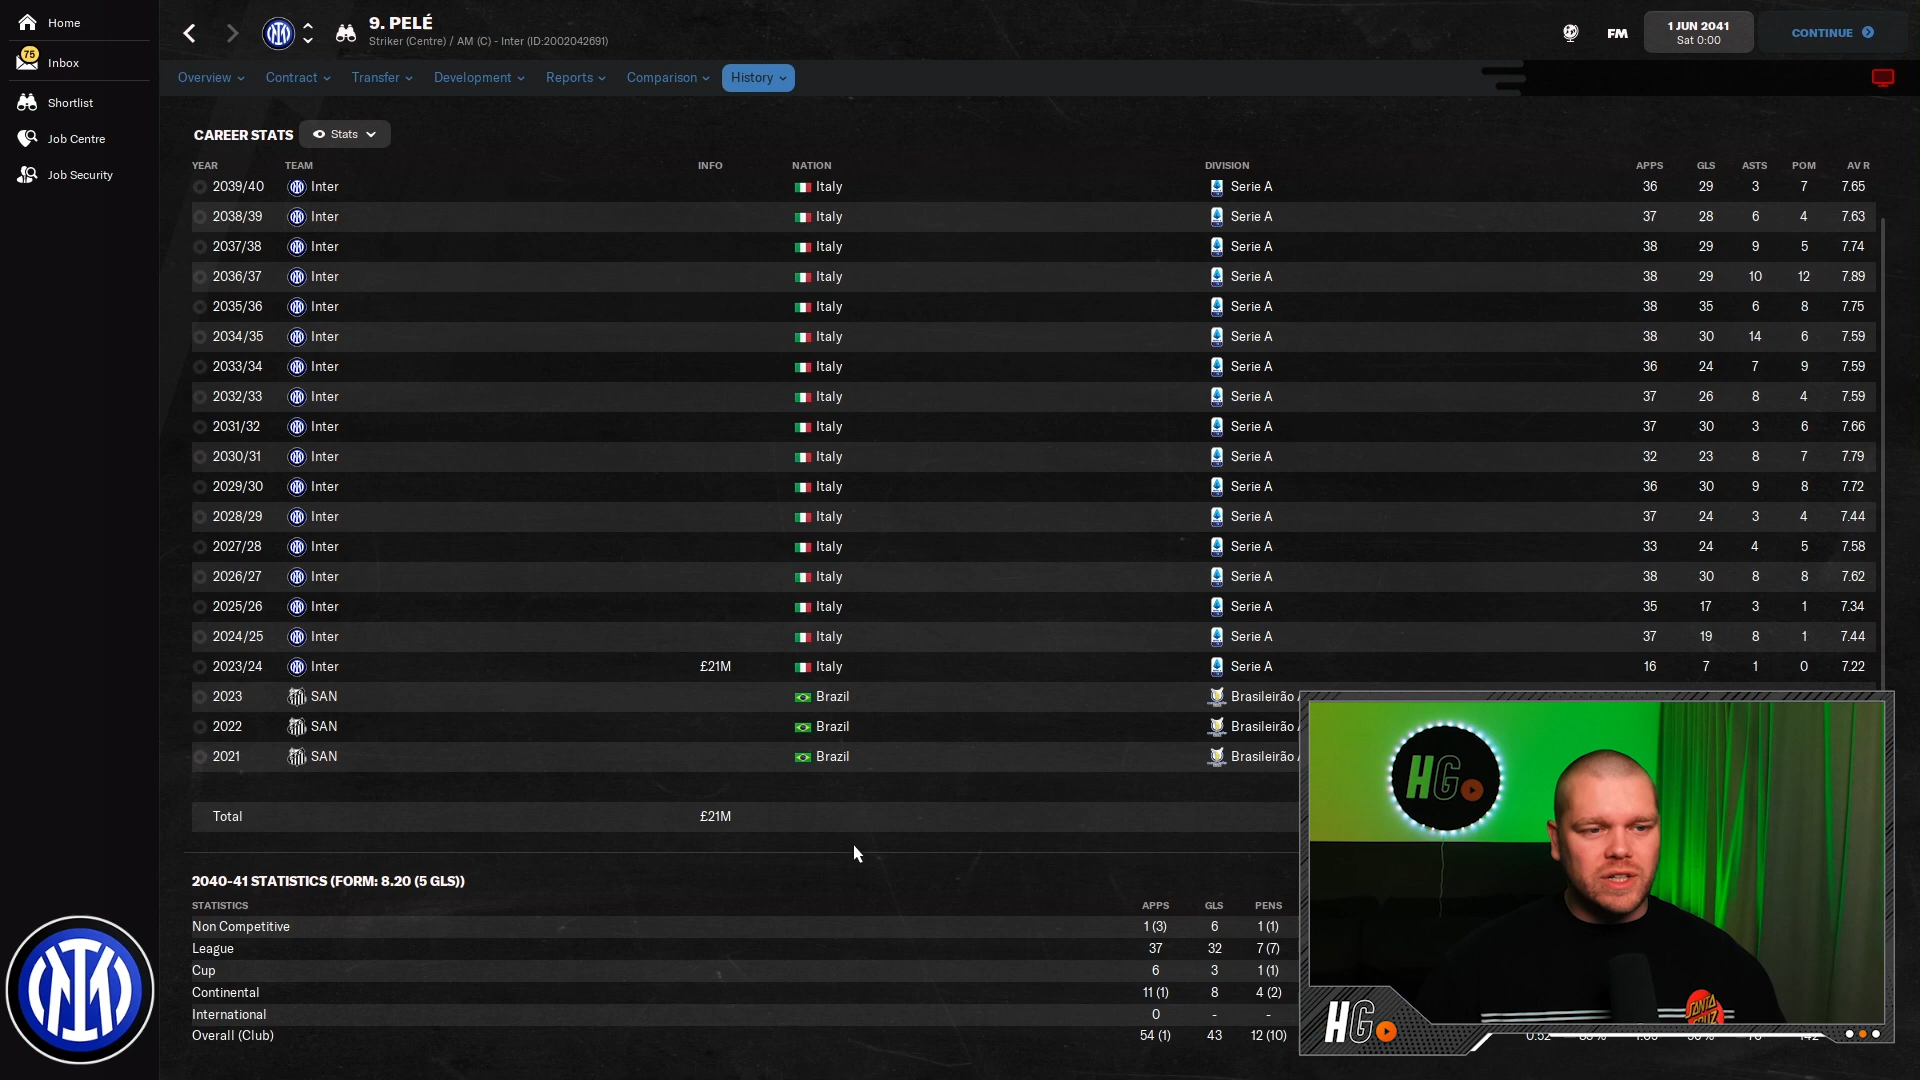 Home
75
Inbox
Shortlist
Job Centre
Job Security
9. PELÉ
Striker (Centre) / AM (C) - Inter (ID:2002042691)
FM
1 JUN 2041
Sat 0:00
CONTINUE
Overview Contract Transfer Development Reports Comparison History
CAREER STATS Stats
YEAR TEAM INFO NATION DIVISION APPS GLS ASTS POM AV R
2039/40 Inter Italy Serie A 36 29 3 7 7.65
2038/39 Inter Italy Serie A 37 28 6 4 7.63
2037/38 Inter Italy Serie A 38 29 9 5 7.74
2036/37 Inter Italy Serie A 38 29 10 12 7.89
2035/36 Inter Italy Serie A 38 35 6 8 7.75
2034/35 Inter Italy Serie A 38 30 14 6 7.59
2033/34 Inter Italy Serie A 36 24 7 9 7.59
2032/33 Inter Italy Serie A 37 26 8 4 7.59
2031/32 Inter Italy Serie A 37 30 3 6 7.66
2030/31 Inter Italy Serie A 32 23 8 7 7.79
2029/30 Inter Italy Serie A 36 30 9 8 7.72
2028/29 Inter Italy Serie A 37 24 3 4 7.44
2027/28 Inter Italy Serie A 33 24 4 5 7.58
2026/27 Inter Italy Serie A 38 30 8 8 7.62
2025/26 Inter Italy Serie A 35 17 3 1 7.34
2024/25 Inter Italy Serie A 37 19 8 1 7.44
2023/24 Inter £21M Italy Serie A 16 7 1 0 7.22
2023 SAN Brazil Brasileirão
2022 SAN Brazil Brasileirão
2021 SAN Brazil Brasileirão
Total £21M
2040-41 STATISTICS (FORM: 8.20 (5 GLS))
STATISTICS APPS GLS PENS
Non Competitive 1 (3) 6 1 (1)
League 37 32 7 (7)
Cup 6 3 1 (1)
Continental 11 (1) 8 4 (2)
International 0 - -
Overall (Club) 54 (1) 43 12 (10)
HG
SANTA CRUZ
HG